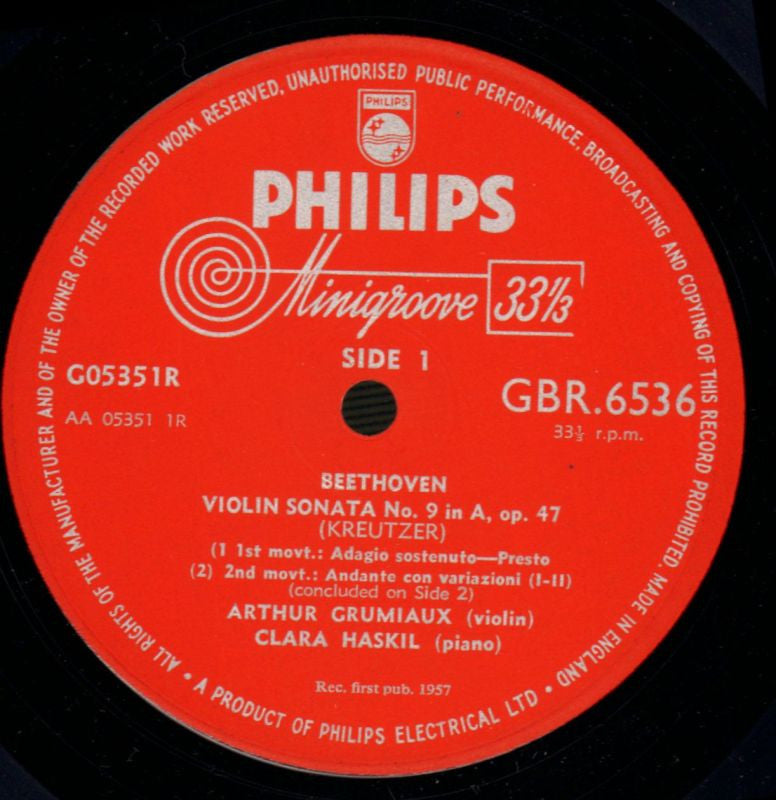 ALL RIGHTS OF THE MANUFACTURER AND OF THE OWNER OF THE RECORDED WORK RESERVED, UNAUTHORISED PUBLIC PERFORMANCE, BROADCASTING AND COPYING OF THIS RECORD PROHIBITED. MADE IN ENGLAND
PHILIPS
PHILIPS
Minigroove 33⅓
SIDE 1
G05351R
GBR.6536
AA 05351 1R
33⅓ r.p.m.
BEETHOVEN
VIOLIN SONATA No. 9 in A, op. 47
(KREUTZER)
(1 1st movt.: Adagio sostenuto—Presto
(2) 2nd movt.: Andante con variazioni (I-II)
(concluded on Side 2)
ARTHUR GRUMIAUX (violin)
CLARA HASKIL (piano)
Rec. first pub. 1957
• A PRODUCT OF PHILIPS ELECTRICAL LTD •